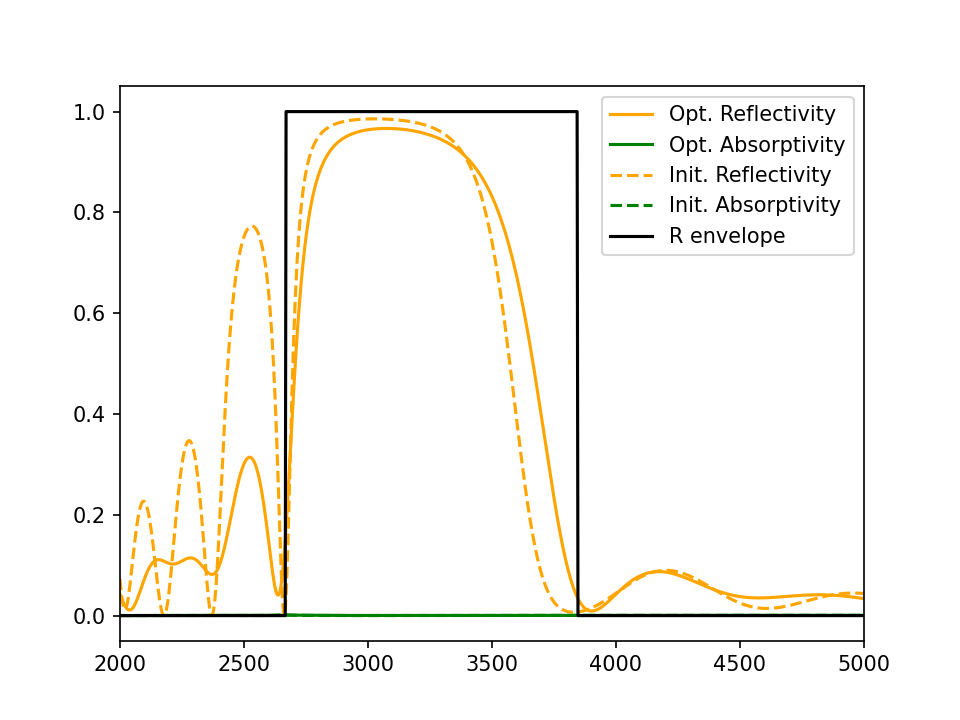 1.0
0.8
0.6
0.4
0.2
0.0
2000 2500 3000 3500 4000 4500 5000
Opt. Reflectivity
Opt. Absorptivity
Init. Reflectivity
Init. Absorptivity
R envelope